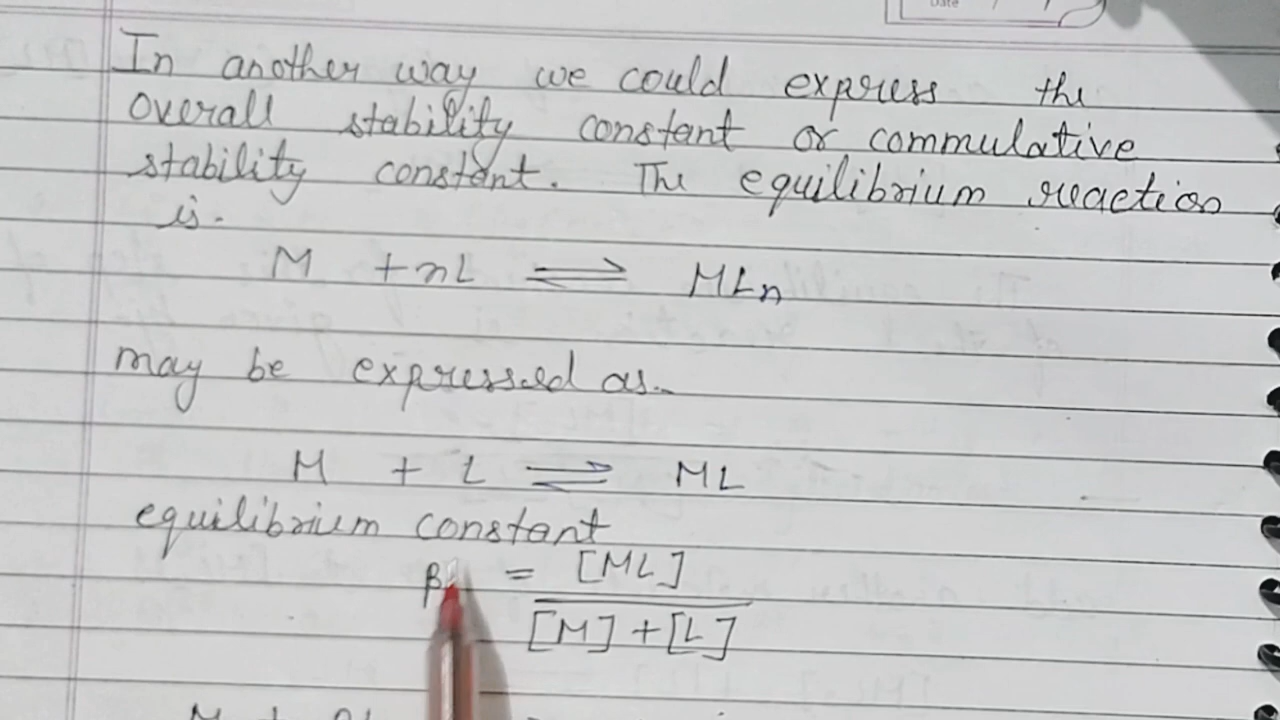 Date
In another way we could express the
overall stability constant or commulative
stability constant. The equilibrium reaction
is.
M + nL ⇌ MLn
may be expressed as.
M + L ⇌ ML
equilibrium constant
β = [ML]
[M] + [L]